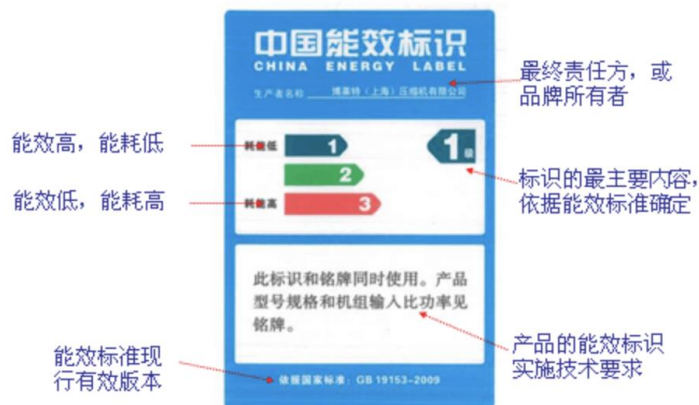 中国能效标识
CHINA ENERGY LABEL
生产者名称 博莱特(上海)压缩机有限公司
最终责任方,或
品牌所有者
能效高,能耗低
耗能低
1
1级
2
能效低,能耗高
耗能高
3
标识的最主要内容,
依据能效标准确定
此标识和铭牌同时使用。产品
型号规格和机组输入比功率见
铭牌。
产品的能效标识
实施技术要求
能效标准现
行有效版本
依据国家标准:GB 19153-2009